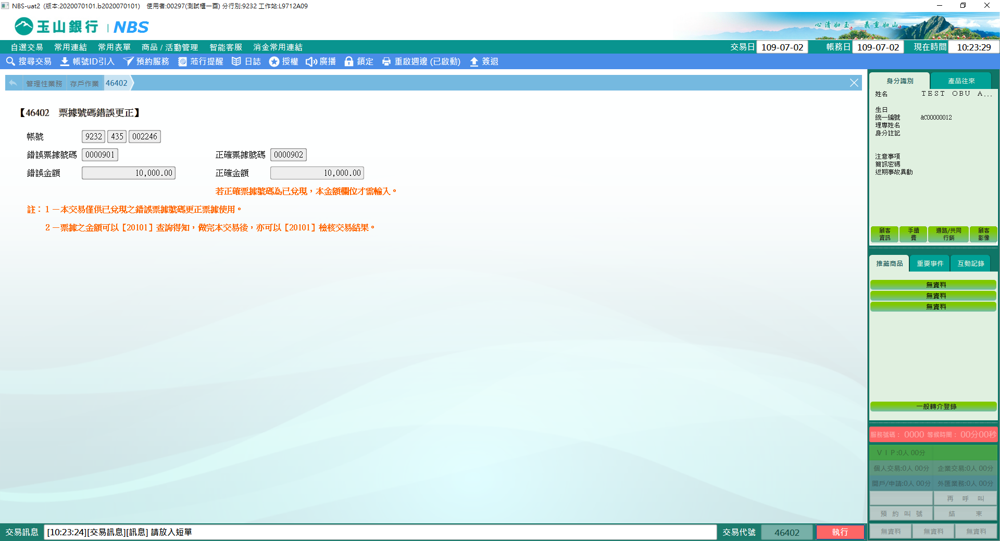 NBS-uat2 (版本:2020070101.b2020070101) 使用者:00297(測試櫃一酉) 分行別:9232 工作站:L9712A09
玉山銀行 | NBS
心清如玉 義重如山
自選交易 常用連結 常用表單 商品 / 活動管理 智能客服 消金常用連結 交易日 109-07-02 帳務日 109-07-02 現在時間 10:23:29
搜尋交易 帳號ID引入 預約服務 蒞行提醒 日誌 授權 廣播 鎖定 重啟週邊 (已啟動) 簽退
管理性業務 存戶作業 46402
【46402 票據號碼錯誤更正】
帳號 9232 435 002246
錯誤票據號碼 0000901 正確票據號碼 0000902
錯誤金額 10,000.00 正確金額 10,000.00
若正確票據號碼為已兌現，本金額欄位才需輸入。
註：１－本交易僅供已兌現之錯誤票據號碼更正票據使用。
２－票據之金額可以［20101］查詢得知，做完本交易後，亦可以［20101］檢核交易結果。
身分識別 產品往來
姓名 ＴＥＳＴ ＯＢＵ Ａ...
生日
統一編號 &C00000012
理專姓名
身分註記
注意事項
簡訊密碼
近期事故異動
顧客資訊 手續費 通路/共同行銷 顧客影像
推薦商品 重要事件 互動記錄
無資料
無資料
無資料
一般轉介登錄
服務號碼： 0000 等候時間： 00分00秒
ＶＩＰ:0人 00分
個人交易:0人 00分 企業交易:0人 00分
開戶/申請:0人 00分 外匯業務:0人 00分
再 呼 叫
預 約 叫 號 結 束
無資料 無資料 無資料
交易訊息 [10:23:24][交易訊息][訊息] 請放入短單 交易代號 46402 執行